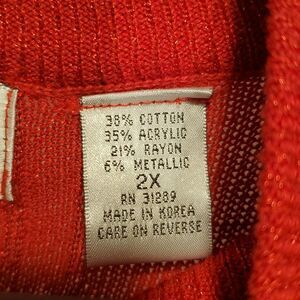 38% COTTON
35% ACRYLIC
21% RAYON
6% METALLIC
2X
RN 31289
MADE IN KOREA
CARE ON REVERSE